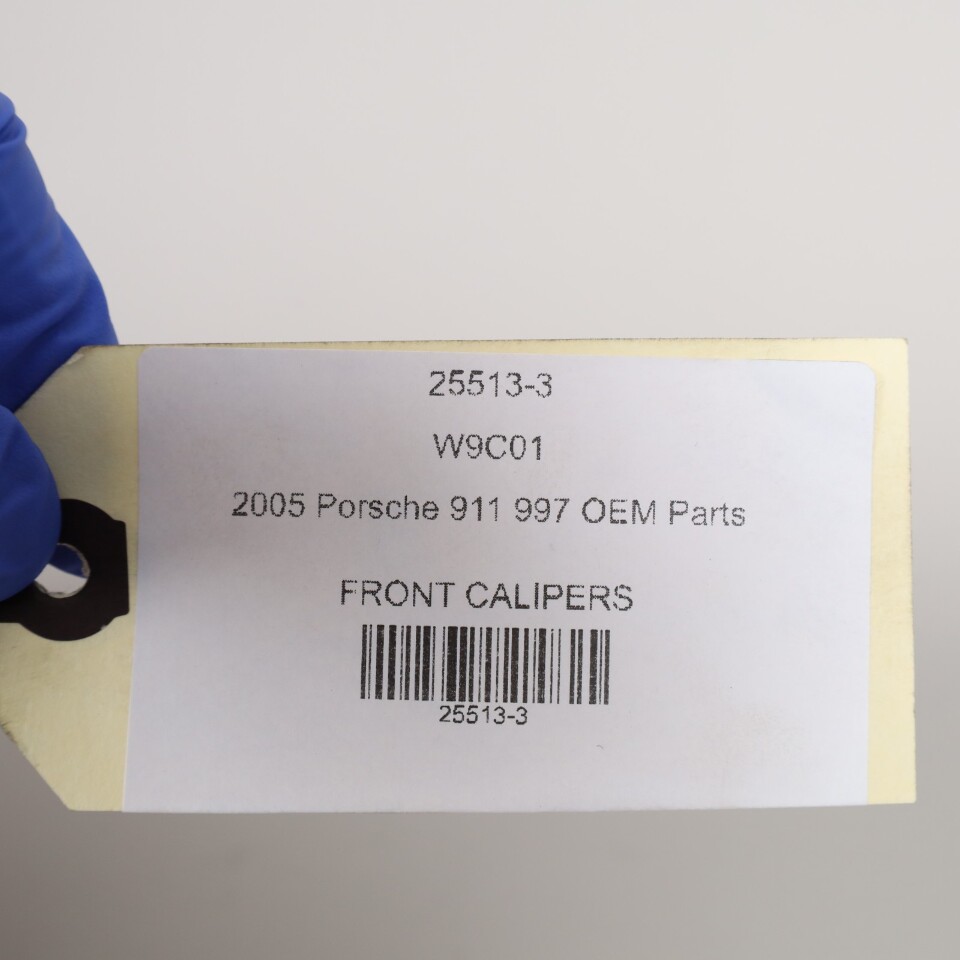 25513-3
W9C01
2005 Porsche 911 997 OEM Parts
FRONT CALIPERS
25513-3